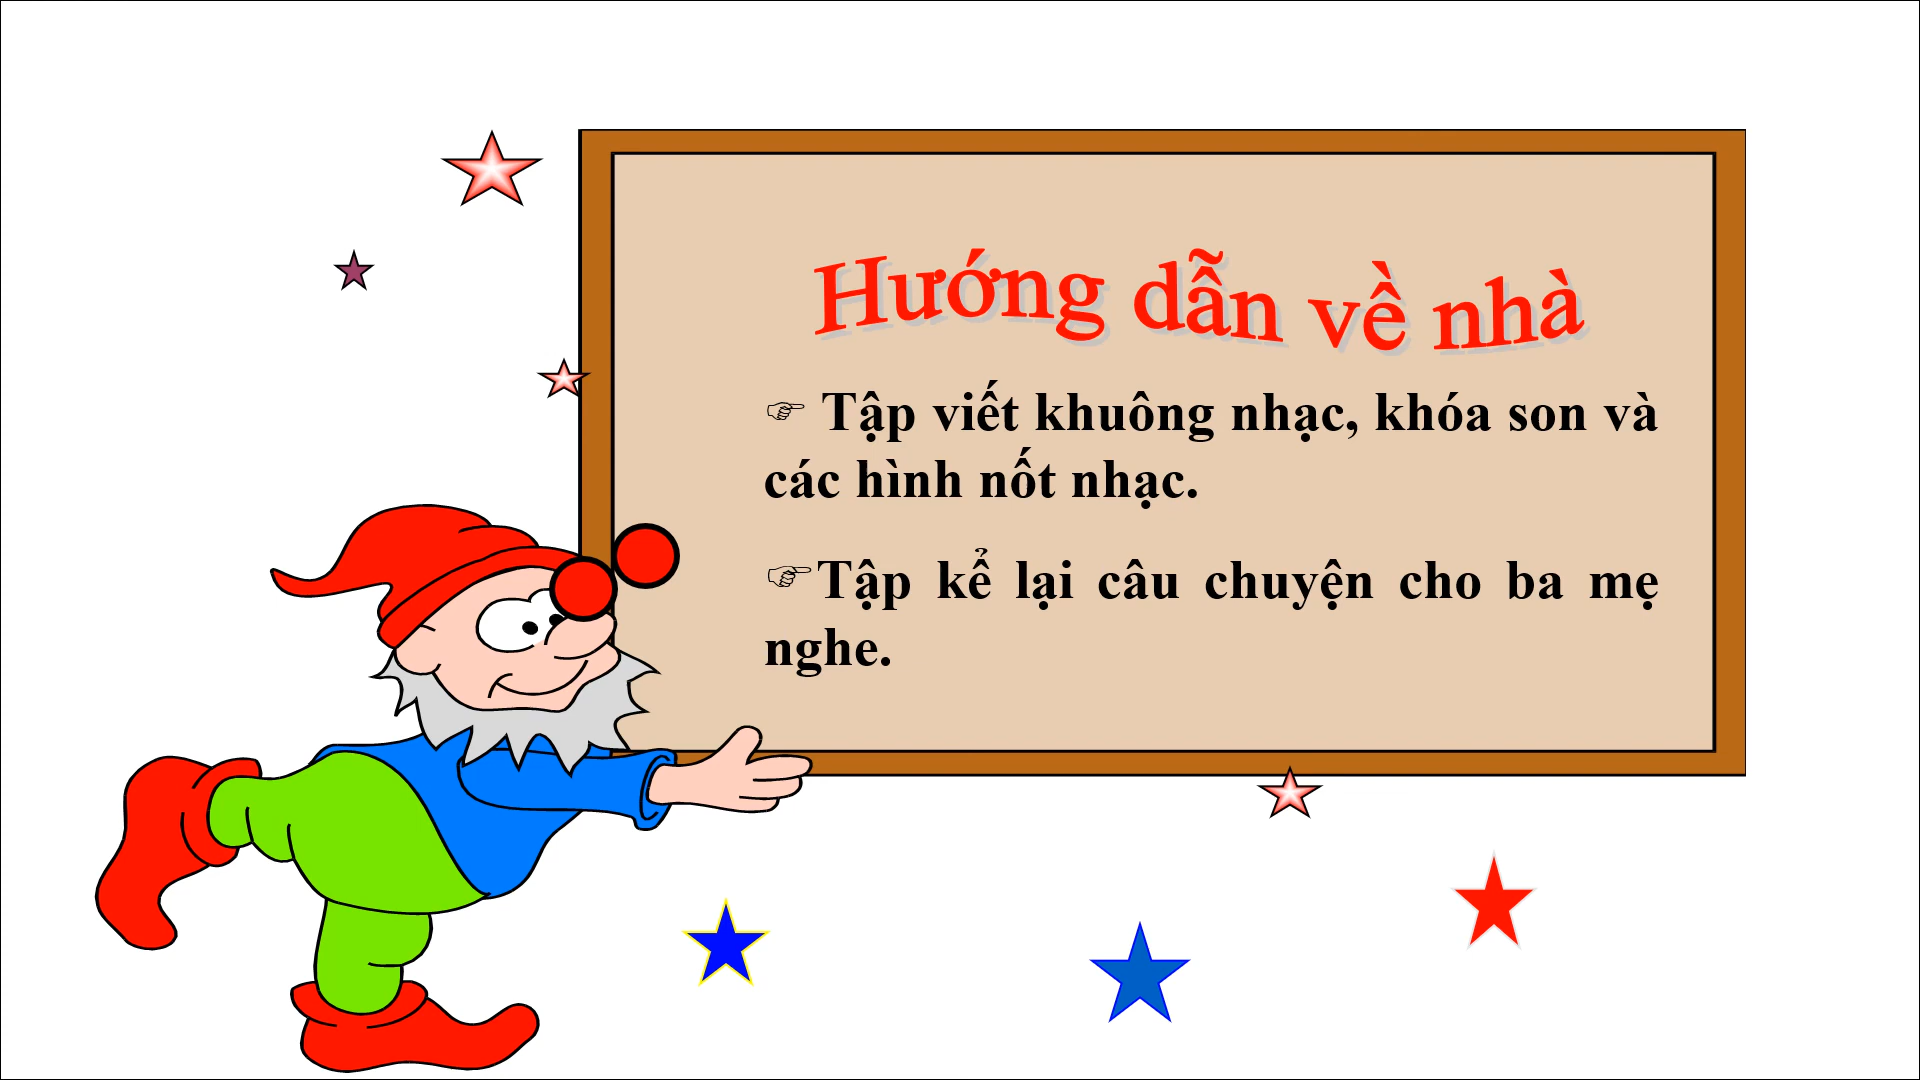 Hướng dẫn về nhà
☞ Tập viết khuông nhạc, khóa son và
các hình nốt nhạc.
☞Tập kể lại câu chuyện cho ba mẹ
nghe.